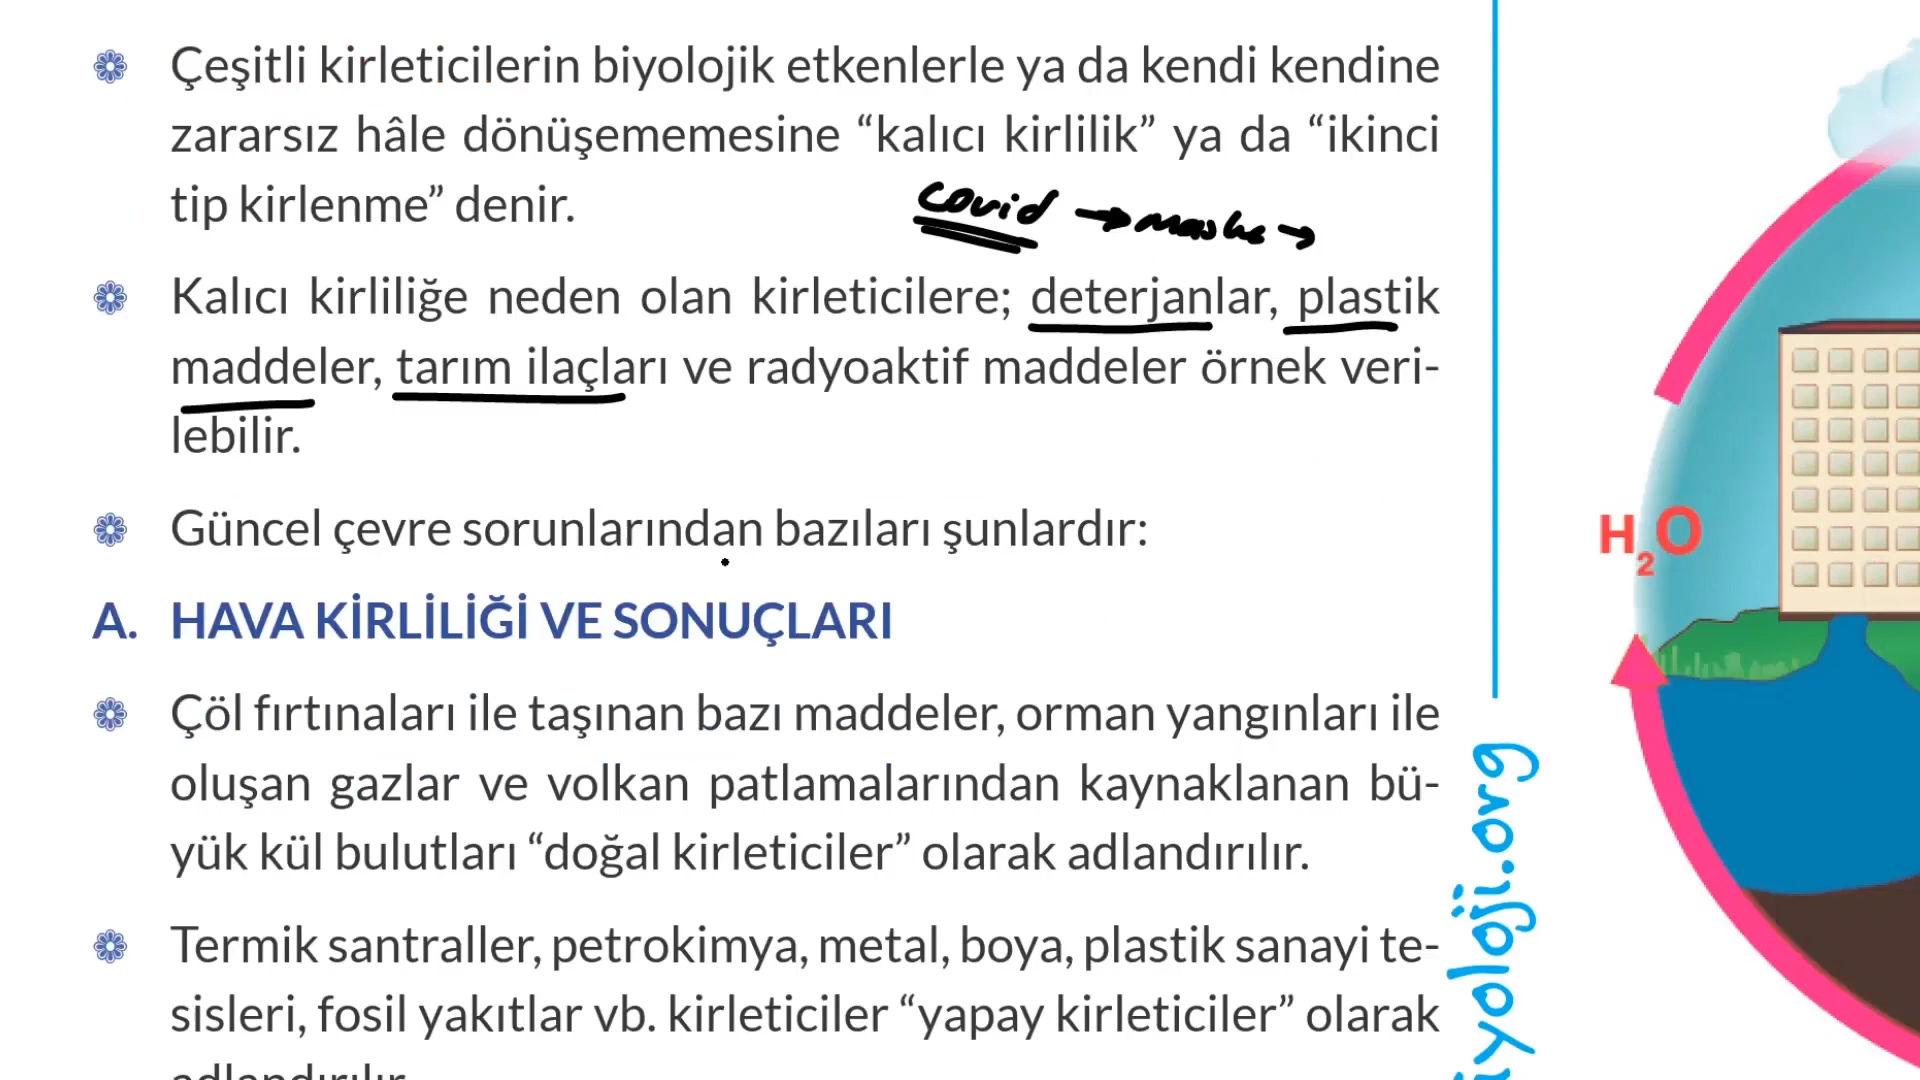 Çeşitli kirleticilerin biyolojik etkenlerle ya da kendi kendine
zararsız hâle dönüşememesine “kalıcı kirlilik” ya da “ikinci
tip kirlenme” denir.
covid → maske →
Kalıcı kirliliğe neden olan kirleticilere; deterjanlar, plastik
maddeler, tarım ilaçları ve radyoaktif maddeler örnek veri-
lebilir.
Güncel çevre sorunlarından bazıları şunlardır:
A. HAVA KİRLİLİĞİ VE SONUÇLARI
Çöl fırtınaları ile taşınan bazı maddeler, orman yangınları ile
oluşan gazlar ve volkan patlamalarından kaynaklanan bü-
yük kül bulutları “doğal kirleticiler” olarak adlandırılır.
Termik santraller, petrokimya, metal, boya, plastik sanayi te-
sisleri, fosil yakıtlar vb. kirleticiler “yapay kirleticiler” olarak
adlandırılır
H₂O
iyoloji.org